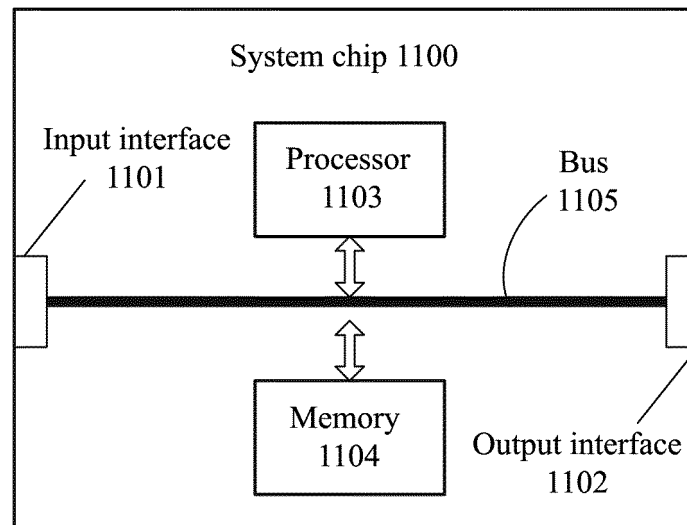 System chip 1100
Input interface
1101
Processor
1103
Bus
1105
Memory
1104
Output interface
1102